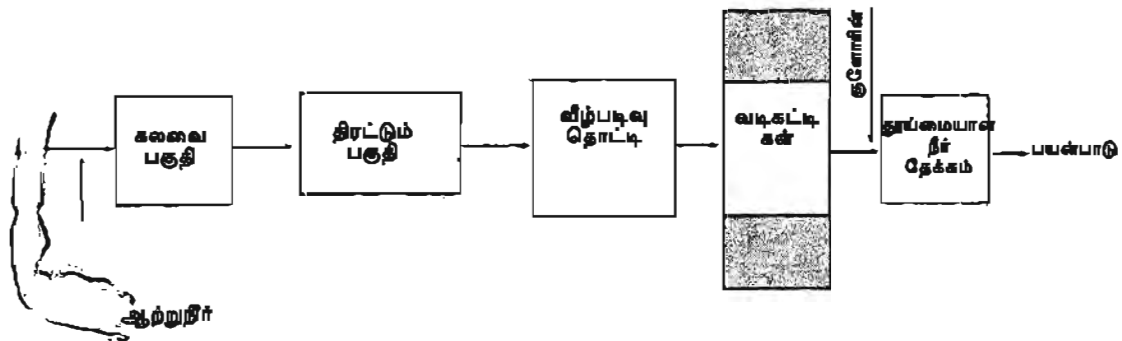 கலவை
பகுதி
திரட்டும்
பகுதி
வீழ்படிவு
தொட்டி
வடிகட்டி
கள்
குளோரின்
தூய்மையான
நீர்
தேக்கம்
பயன்பாடு
ஆற்றுநீர்